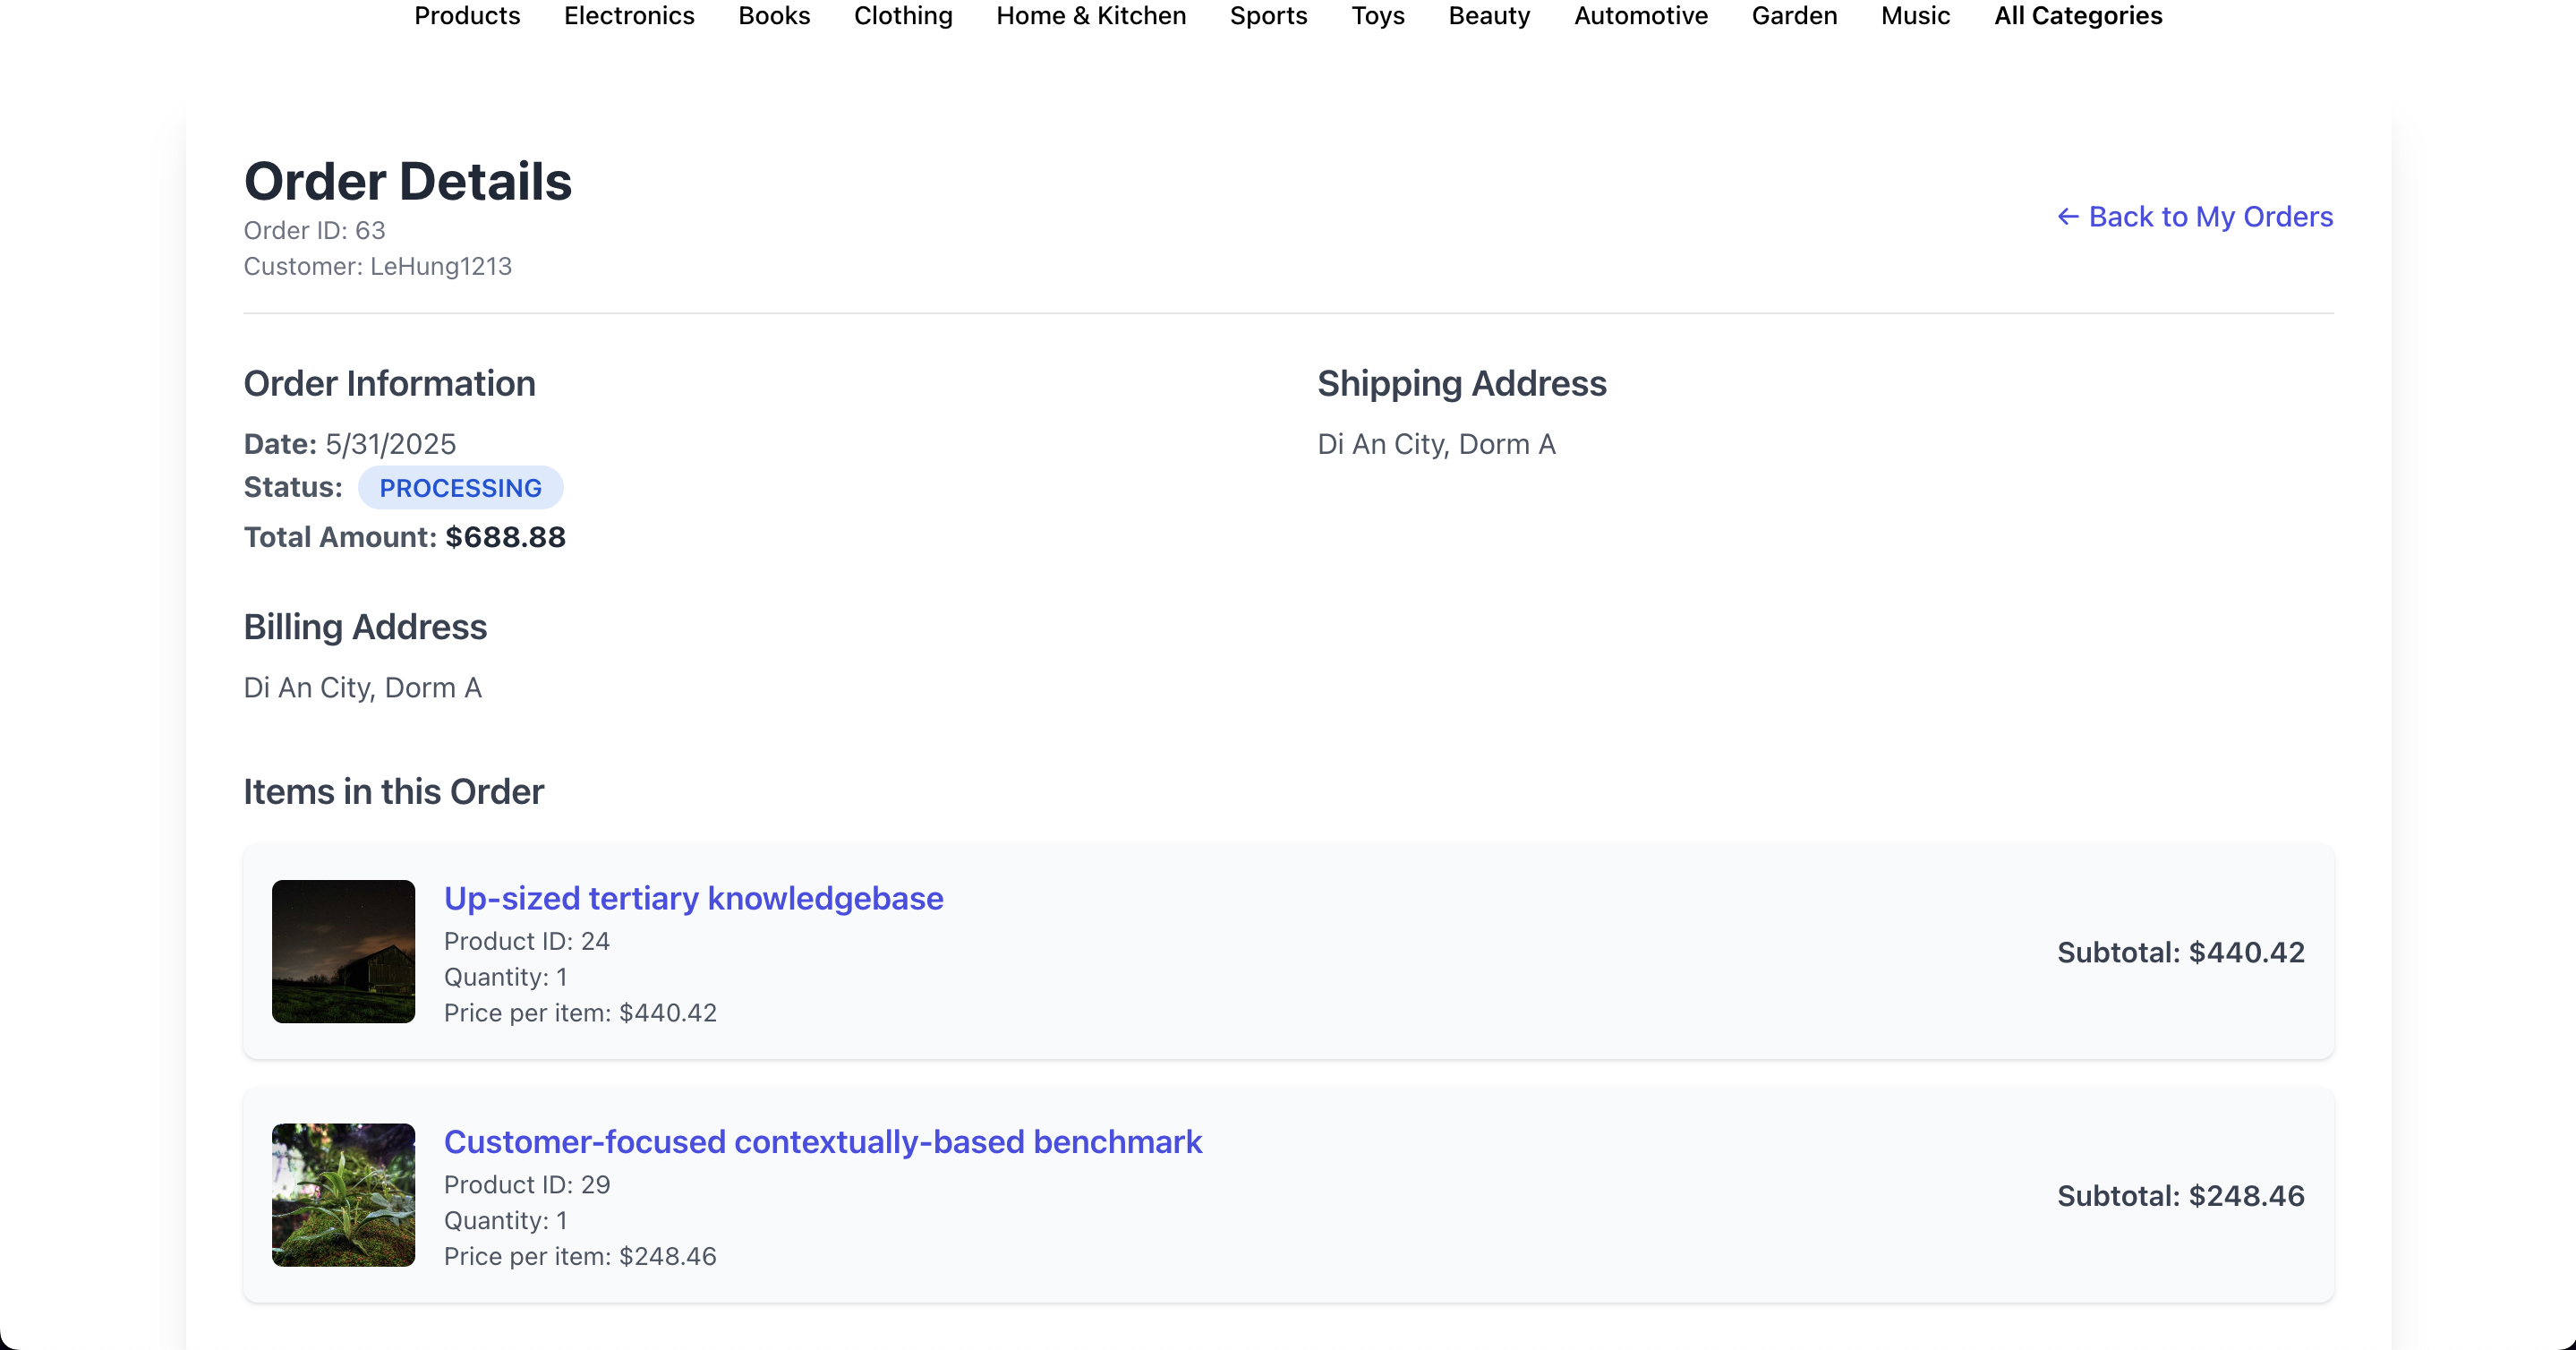 Products Electronics Books Clothing Home & Kitchen Sports Toys Beauty Automotive Garden Music All Categories
Order Details
Order ID: 63
Customer: LeHung1213
← Back to My Orders
Order Information
Date: 5/31/2025
Status: PROCESSING
Total Amount: $688.88
Shipping Address
Di An City, Dorm A
Billing Address
Di An City, Dorm A
Items in this Order
Up-sized tertiary knowledgebase
Product ID: 24
Quantity: 1
Price per item: $440.42
Subtotal: $440.42
Customer-focused contextually-based benchmark
Product ID: 29
Quantity: 1
Price per item: $248.46
Subtotal: $248.46